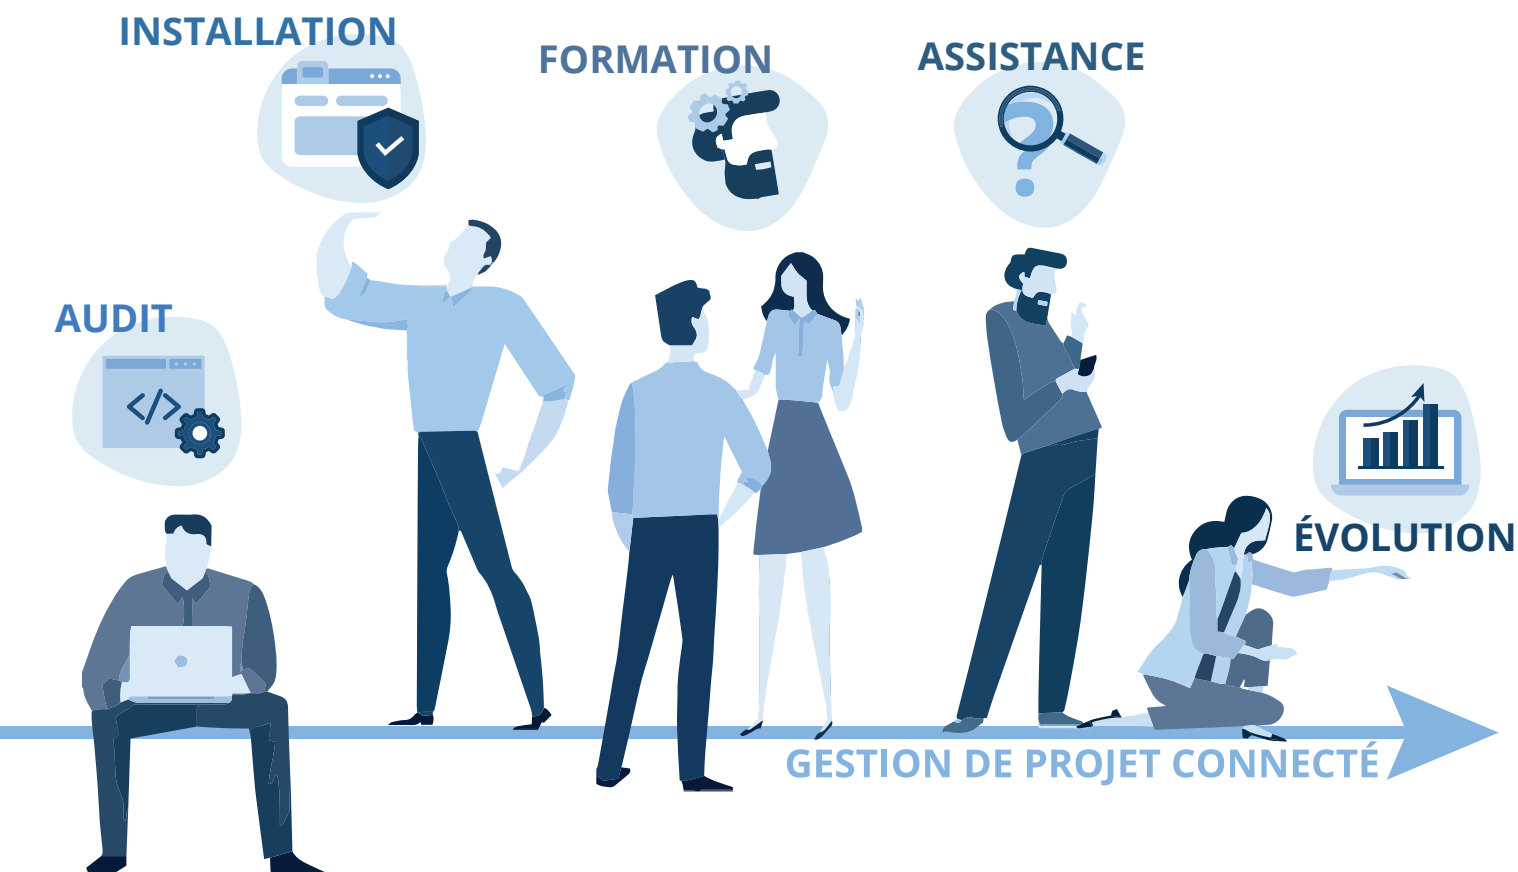 INSTALLATION
FORMATION
ASSISTANCE
AUDIT
</>
ÉVOLUTION
GESTION DE PROJET CONNECTÉ